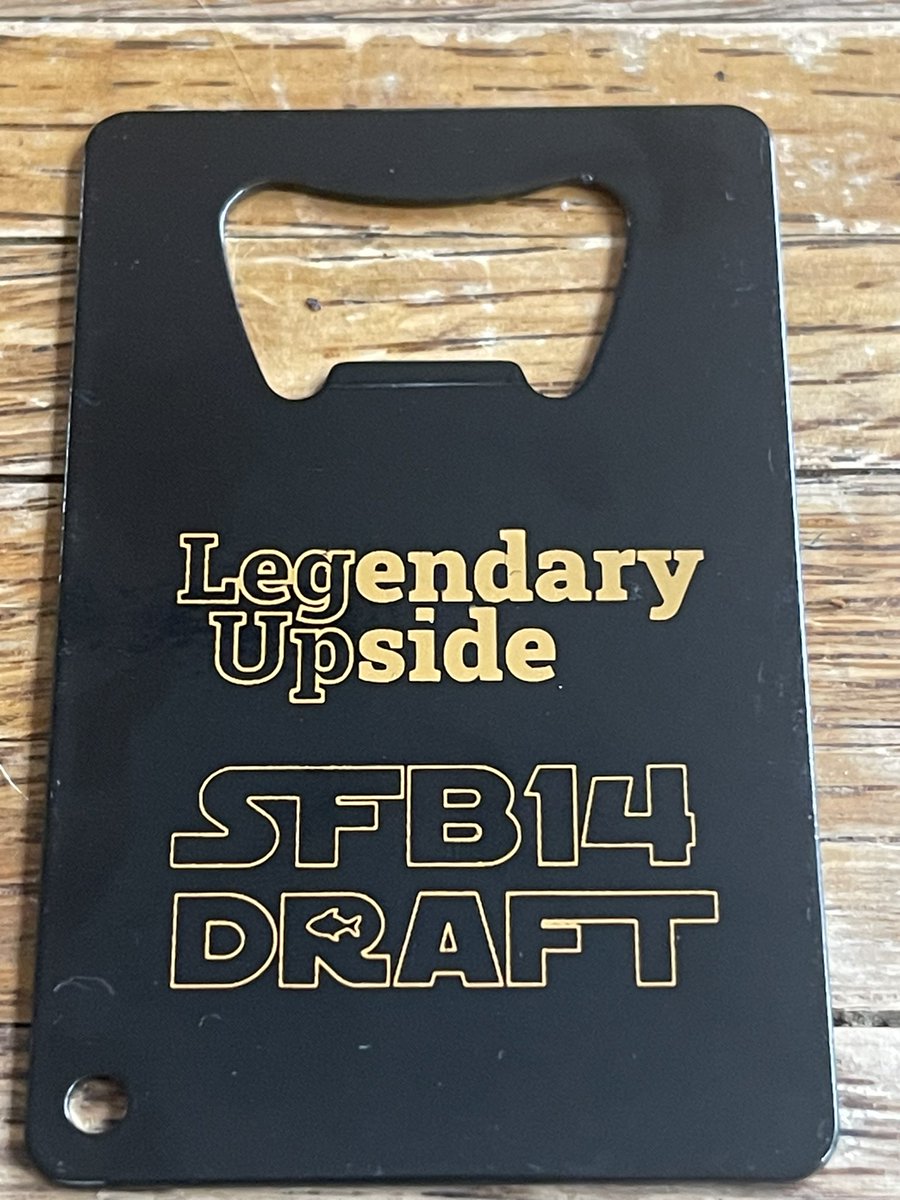 Legendary
Upside
SFB14
DRAFT